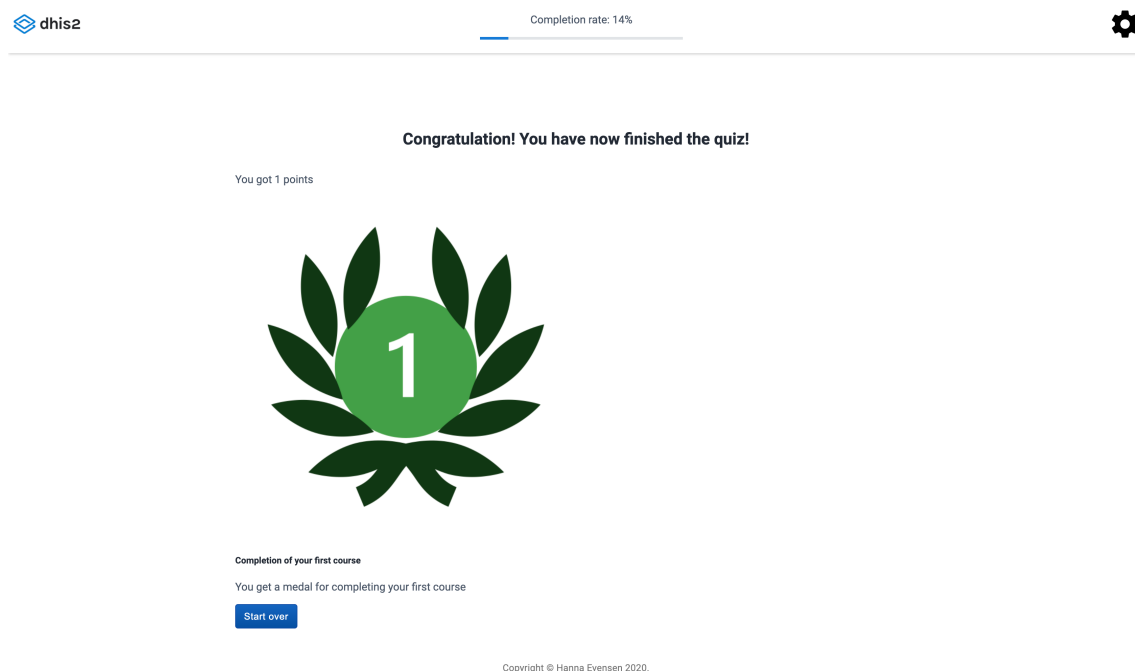 dhis2
Completion rate: 14%
Congratulation! You have now finished the quiz!
You got 1 points
1
Completion of your first course
You get a medal for completing your first course
Start over
Copyright © Hanna Evensen 2020.